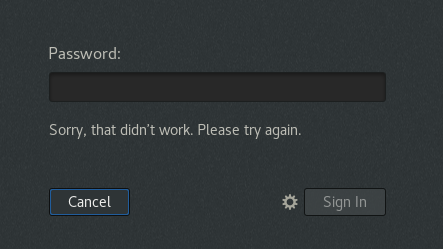 Password:
Sorry, that didn't work. Please try again.
Cancel
Sign In